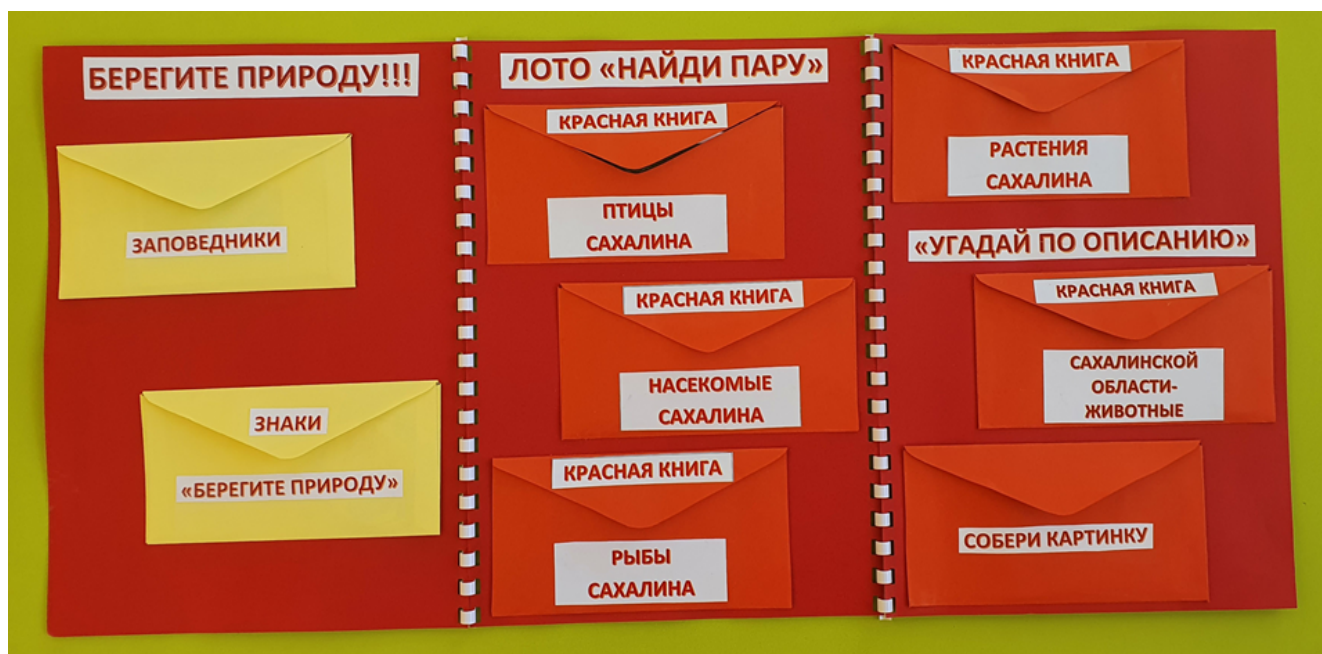 БЕРЕГИТЕ ПРИРОДУ!!!
ЗАПОВЕДНИКИ
ЗНАКИ
«БЕРЕГИТЕ ПРИРОДУ»
ЛОТО «НАЙДИ ПАРУ»
КРАСНАЯ КНИГА
ПТИЦЫ
САХАЛИНА
КРАСНАЯ КНИГА
НАСЕКОМЫЕ
САХАЛИНА
КРАСНАЯ КНИГА
РЫБЫ
САХАЛИНА
КРАСНАЯ КНИГА
РАСТЕНИЯ
САХАЛИНА
«УГАДАЙ ПО ОПИСАНИЮ»
КРАСНАЯ КНИГА
САХАЛИНСКОЙ
ОБЛАСТИ-
ЖИВОТНЫЕ
СОБЕРИ КАРТИНКУ